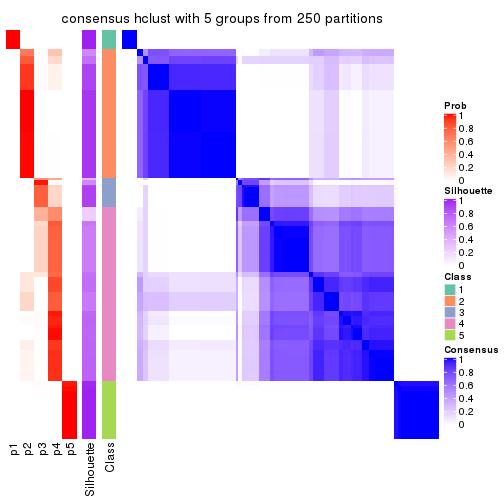 consensus hclust with 5 groups from 250 partitions
Prob
1
0.8
0.6
0.4
0.2
0
Silhouette
1
0.8
0.6
0.4
0.2
0
Class
1
2
3
4
5
Consensus
1
0.8
0.6
0.4
0.2
0
p1
p2
p3
p4
p5
Silhouette
Class